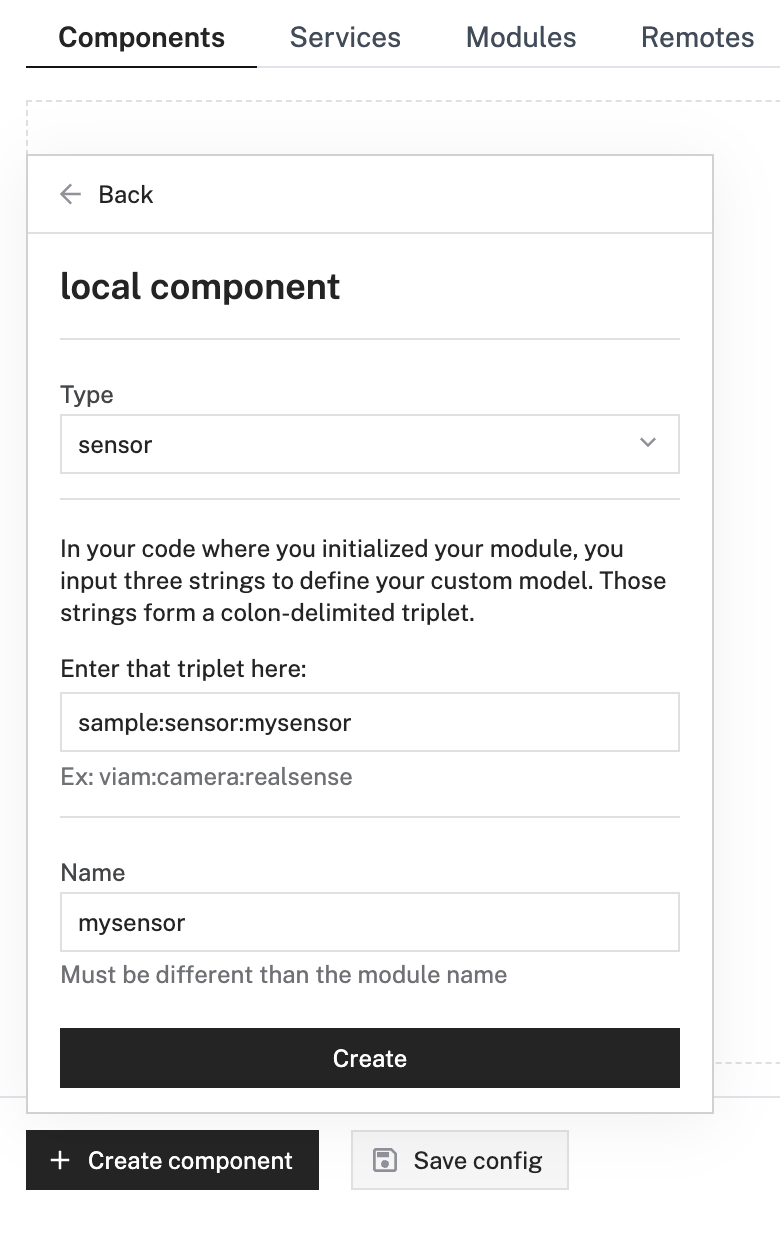 Components Services Modules Remotes
Back
local component
Type
sensor
In your code where you initialized your module, you
input three strings to define your custom model. Those
strings form a colon-delimited triplet.
Enter that triplet here:
sample:sensor:mysensor
Ex: viam:camera:realsense
Name
mysensor
Must be different than the module name
Create
+ Create component Save config